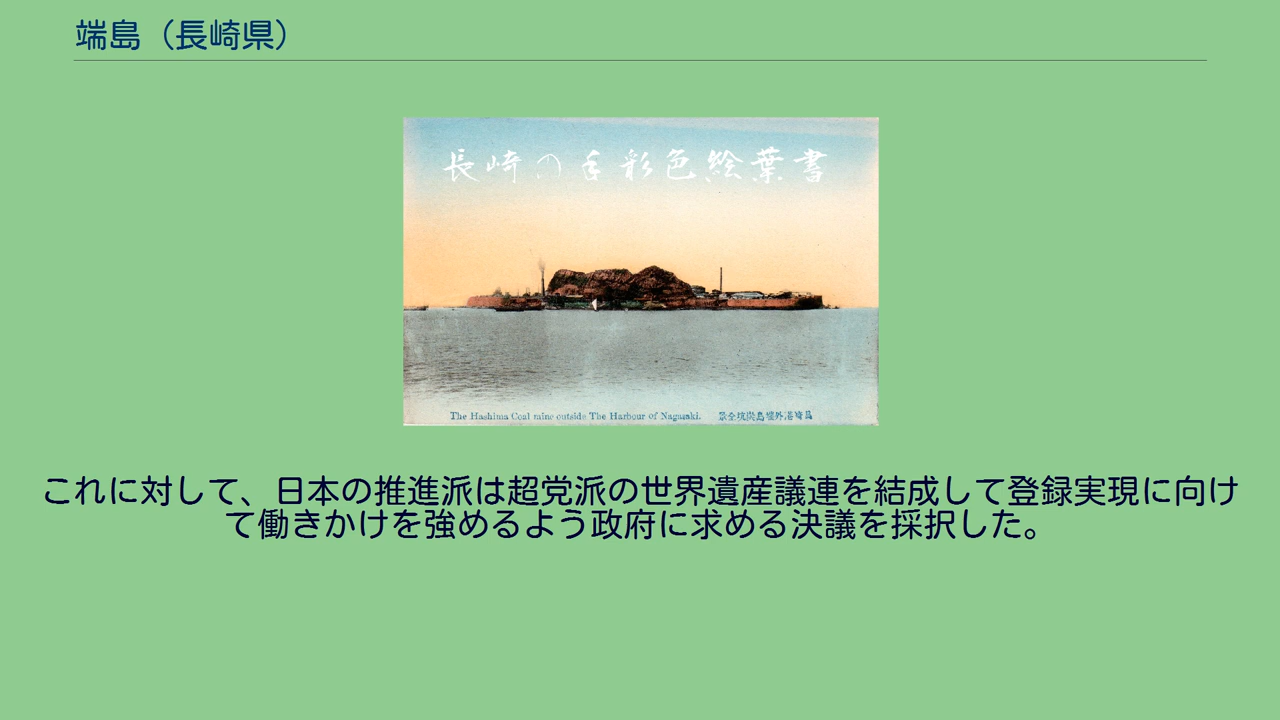 端島（長崎県）
長崎の手彩色絵葉書
The Hashima Coal mine outside The Harbour of Nagasaki.
これに対して、日本の推進派は超党派の世界遺産議連を結成して登録実現に向け
て働きかけを強めるよう政府に求める決議を採択した。